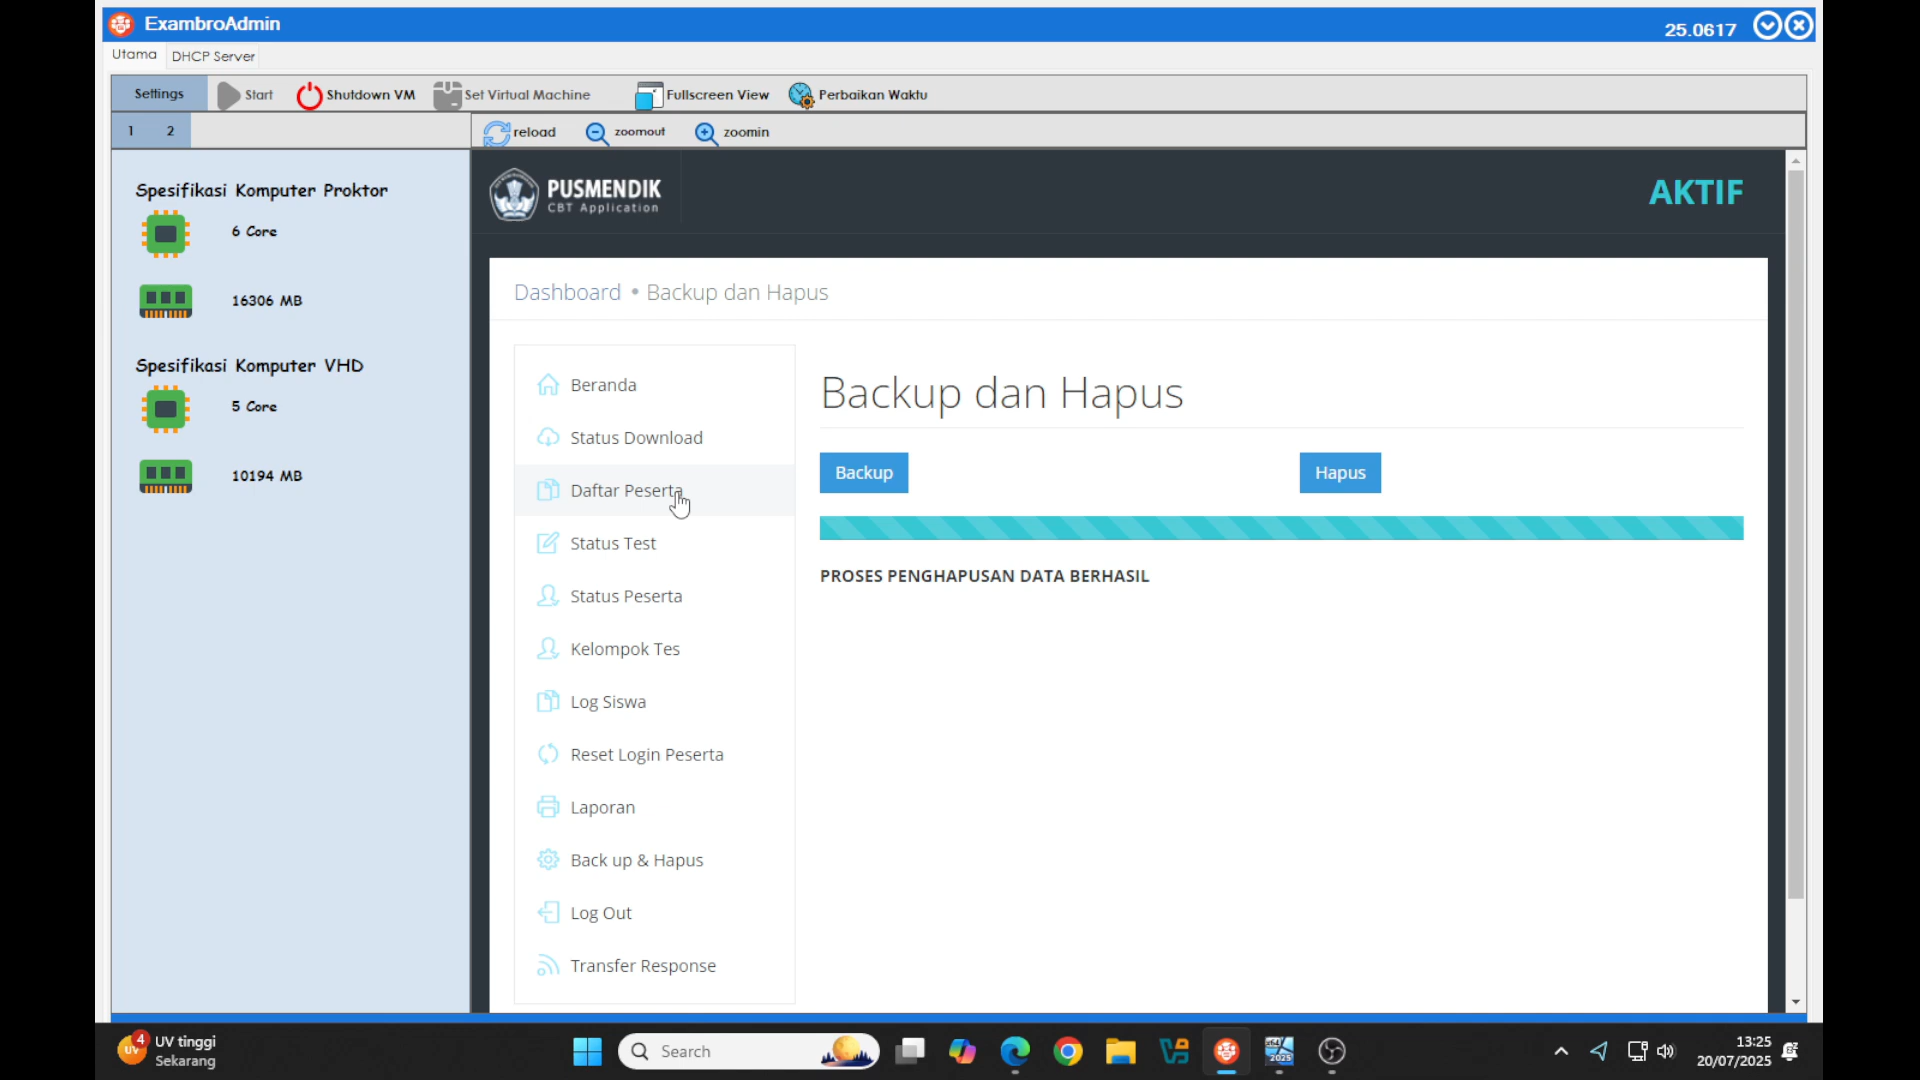 ExambroAdmin
25.0617
Utama
DHCP Server
Settings
Start
Shutdown VM
Set Virtual Machine
Fullscreen View
Perbaikan Waktu
1
2
reload
zoomout
zoomin
Spesifikasi Komputer Proktor
6 Core
16306 MB
Spesifikasi Komputer VHD
5 Core
10194 MB
PUSMENDIK
CBT Application
AKTIF
Dashboard • Backup dan Hapus
Beranda
Status Download
Daftar Peserta
Status Test
Status Peserta
Kelompok Tes
Log Siswa
Reset Login Peserta
Laporan
Back up & Hapus
Log Out
Transfer Response
Backup dan Hapus
Backup
Hapus
PROSES PENGHAPUSAN DATA BERHASIL
UV
4
UV tinggi
Sekarang
Search
x64
2025
13:25
20/07/2025